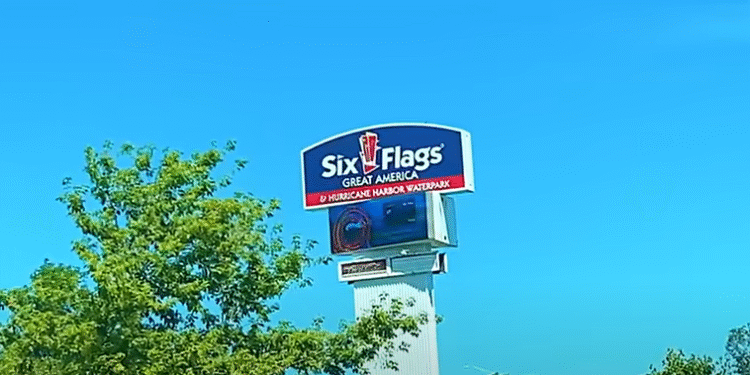 Six Flags®
GREAT AMERICA
& HURRICANE HARBOR WATERPARK